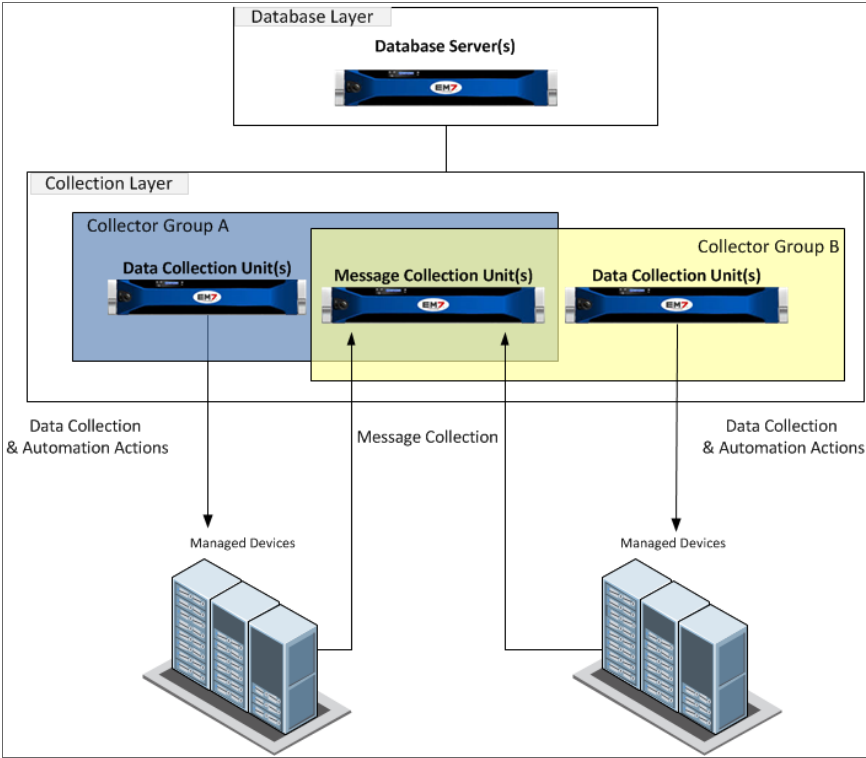 Database Layer
Database Server(s)
EM7
Collection Layer
Collector Group A
Collector Group B
Data Collection Unit(s)
Message Collection Unit(s)
Data Collection Unit(s)
EM7
EM7
EM7
Data Collection
& Automation Actions
Message Collection
Data Collection
& Automation Actions
Managed Devices
Managed Devices